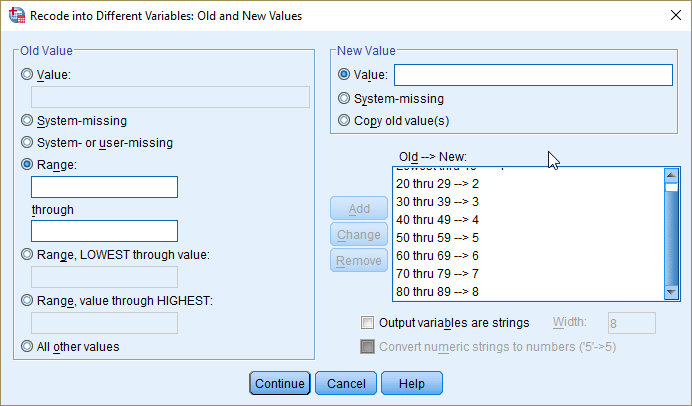 Recode into Different Variables: Old and New Values
Old Value
Value:
System-missing
System- or user-missing
Range:
through
Range, LOWEST through value:
Range, value through HIGHEST:
All other values
New Value
Value:
System-missing
Copy old value(s)
Old --> New:
20 thru 29 --> 2
30 thru 39 --> 3
40 thru 49 --> 4
50 thru 59 --> 5
60 thru 69 --> 6
70 thru 79 --> 7
80 thru 89 --> 8
Add
Change
Remove
Output variables are strings Width: 8
Convert numeric strings to numbers ('5'->5)
Continue Cancel Help